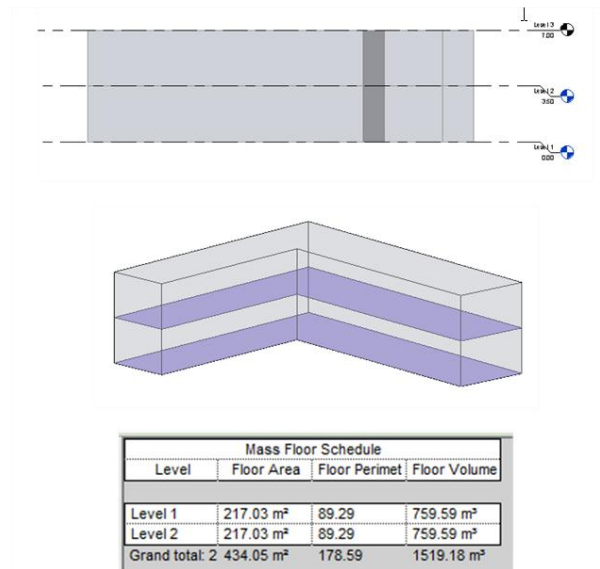 Level 3
7.00
Level 2
3.50
Level 1
0.00
Mass Floor Schedule
Level Floor Area Floor Perimet Floor Volume
Level 1 217.03 m² 89.29 759.59 m³
Level 2 217.03 m² 89.29 759.59 m³
Grand total: 2 434.05 m² 178.59 1519.18 m³